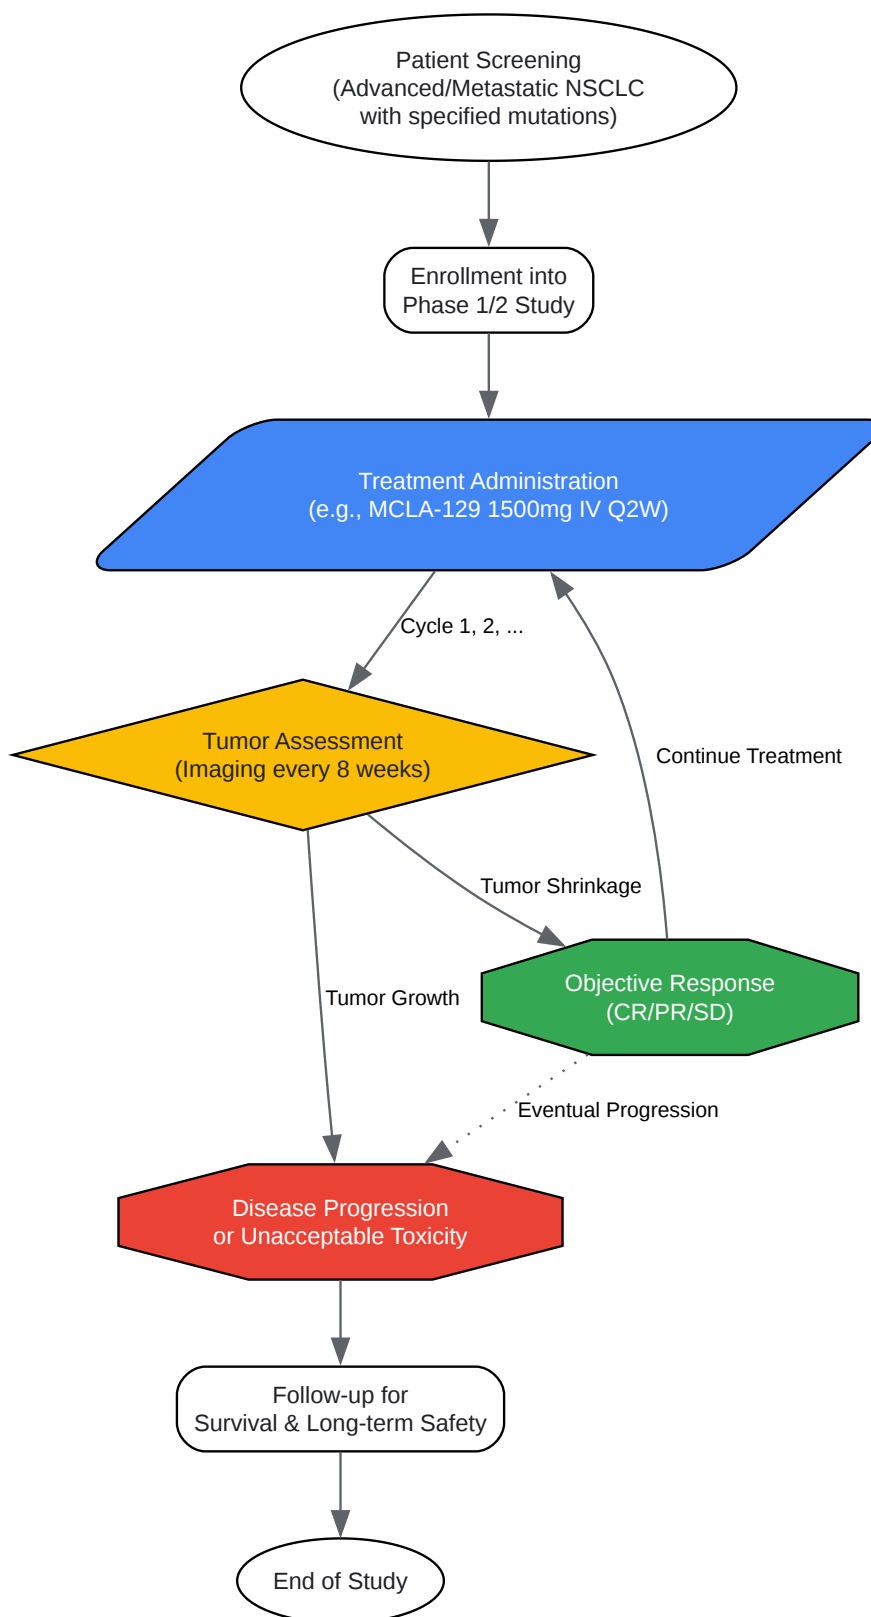 Patient Screening
(Advanced/Metastatic NSCLC
with specified mutations)
Enrollment into
Phase 1/2 Study
Treatment Administration
(e.g., MCLA-129 1500mg IV Q2W)
Cycle 1, 2, ...
Tumor Assessment
(Imaging every 8 weeks)
Continue Treatment
Tumor Shrinkage
Objective Response
(CR/PR/SD)
Tumor Growth
Eventual Progression
Disease Progression
or Unacceptable Toxicity
Follow-up for
Survival & Long-term Safety
End of Study